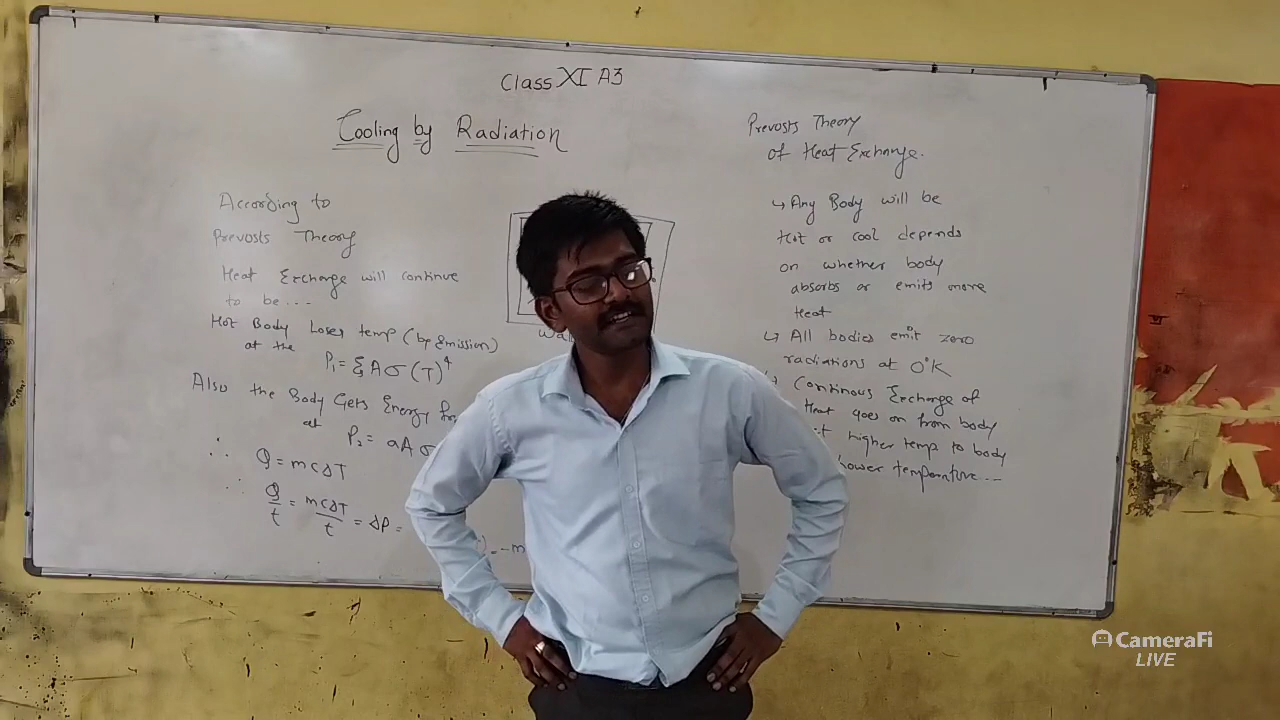 Class XI A3
Cooling by Radiation
According to
Prevosts Theory
Heat Exchange will continue
to be...
Hot Body Loses temp (by Emission)
at the
P₁ = ξAσ(T)⁴
Also the Body Gets Energy
at P₂ = aAσ
∴ Q = mcΔT
∴ Q/t = mcΔT/t = ΔP =
= -m
Wal
Prevosts Theory
of Heat Exchange.
↳ Any Body will be
Hot or cool depends
on whether body
absorbs or emits more
heat
↳ All bodies emit zero
radiations at 0°K
↳ Continous Exchange of
Heat goes on from body
higher temp to body
Lower temperature...
CameraFi
LIVE